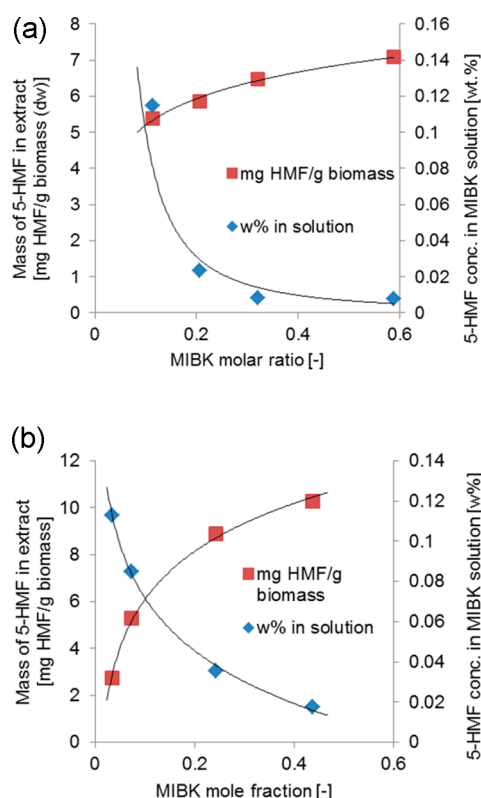 (a)
Mass of 5-HMF in extract
[mg HMF/g biomass (dw)]
8
7
6
5
4
3
2
1
0
0.16
0.14
0.12
0.1
0.08
0.06
0.04
0.02
0
5-HMF conc. in MIBK solution [wt.%]
mg HMF/g biomass
w% in solution
0 0.2 0.4 0.6
MIBK molar ratio [-]
(b)
Mass of 5-HMF in extract
[mg HMF/g biomass]
12
10
8
6
4
2
0
0.14
0.12
0.1
0.08
0.06
0.04
0.02
0
5-HMF conc. in MIBK solution [w%]
mg HMF/g
biomass
w% in solution
0 0.2 0.4 0.6
MIBK mole fraction [-]